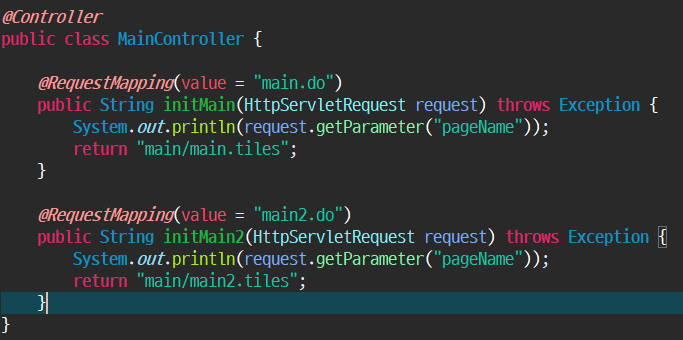 @Controller
public class MainController {
@RequestMapping(value = "main.do")
public String initMain(HttpServletRequest request) throws Exception {
System.out.println(request.getParameter("pageName"));
return "main/main.tiles";
}
@RequestMapping(value = "main2.do")
public String initMain2(HttpServletRequest request) throws Exception {
System.out.println(request.getParameter("pageName"));
return "main/main2.tiles";
}
}